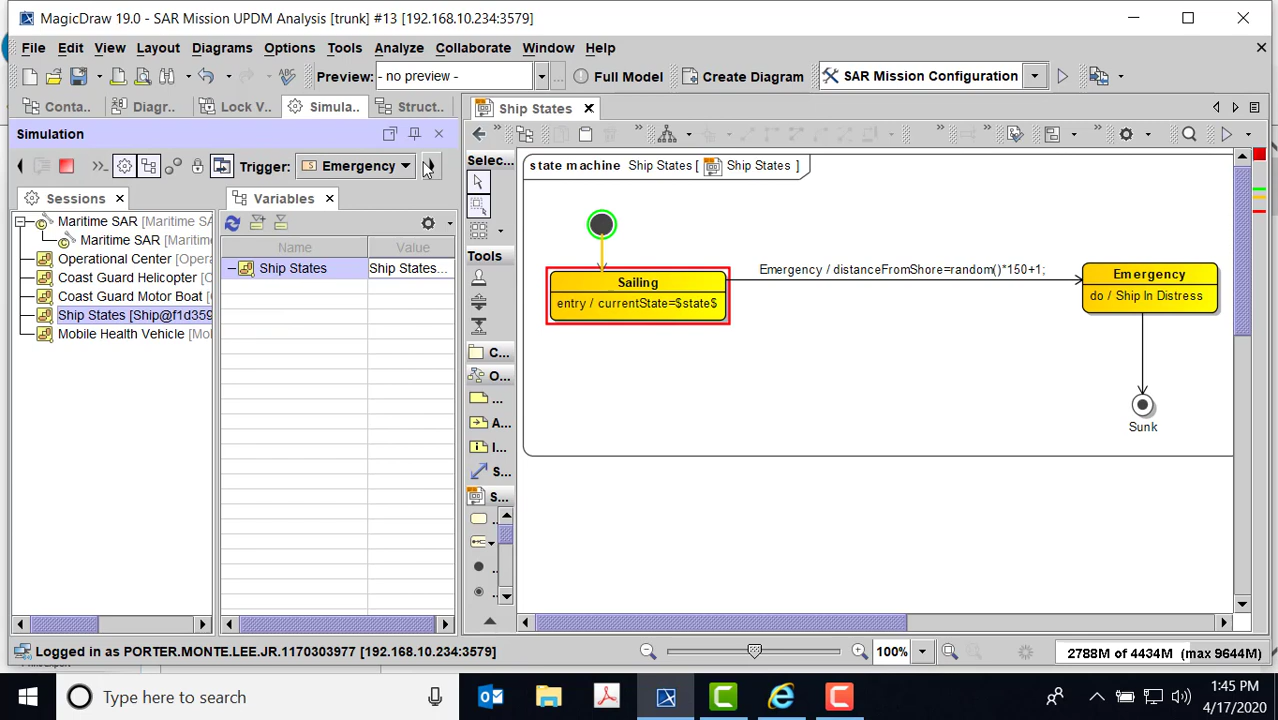 MagicDraw 19.0 - SAR Mission UPDM Analysis [trunk] #13 [192.168.10.234:3579]
File Edit View Layout Diagrams Options Tools Analyze Collaborate Window Help
Preview: - no preview - ... Full Model Create Diagram SAR Mission Configuration
Conta... Diagr... Lock V... Simula... Struct... Ship States
Simulation
Trigger: Emergency
Selec...
state machine Ship States [ Ship States ]
Sessions Variables
Maritime SAR [Maritime SA
Maritime SAR [Maritim
Operational Center [Opera
Coast Guard Helicopter [C
Coast Guard Motor Boat [
Ship States [Ship@f1d359
Mobile Health Vehicle [Mo
Name Value
Ship States Ship States...
Tools
C...
O...
...
A...
I...
S...
S...
Sailing
entry / currentState=$state$
Emergency / distanceFromShore=random()*150+1;
Emergency
do / Ship In Distress
Sunk
Logged in as PORTER.MONTE.LEE.JR.1170303977 [192.168.10.234:3579]
100%
2788M of 4434M (max 9644M)
Type here to search
1:45 PM
4/17/2020